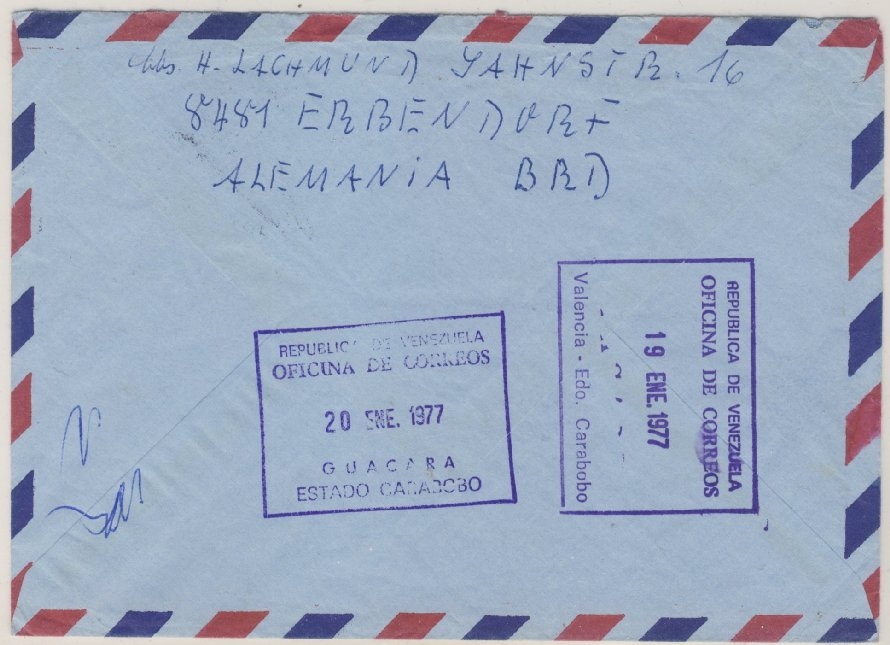 Abs. H. LACHMUND JAHNSTR. 16
8481 ERBENDORF
ALEMANIA BRD
REPUBLICA DE VENEZUELA
OFICINA DE CORREOS
20 ENE. 1977
GUACARA
ESTADO CARABOBO
REPUBLICA DE VENEZUELA
OFICINA DE CORREOS
19 ENE. 1977
Valencia - Edo. Carabobo